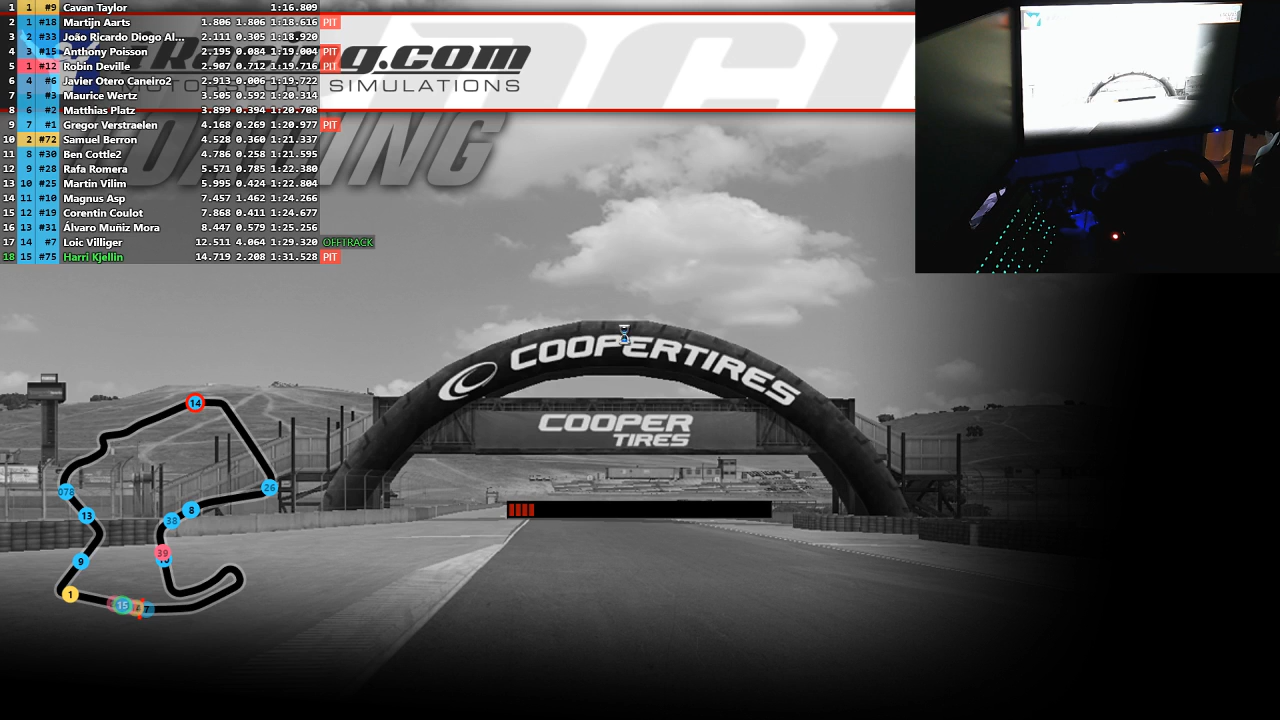 1 1 #9 Cavan Taylor 1:16.809
2 1 #18 Martijn Aarts 1.806 1.806 1:18.616 PIT
3 2 #33 João Ricardo Diogo Al... 2.111 0.305 1:18.920
4 3 #15 Anthony Poisson 2.195 0.084 1:19.004 PIT
5 1 #12 Robin Deville 2.907 0.712 1:19.716 PIT
6 4 #6 Javier Otero Caneiro2 2.913 0.006 1:19.722
7 5 #3 Maurice Wertz 3.505 0.592 1:20.314
8 6 #2 Matthias Platz 3.899 0.394 1:20.708
9 7 #1 Gregor Verstraelen 4.168 0.269 1:20.977 PIT
10 2 #72 Samuel Berron 4.528 0.360 1:21.337
11 8 #30 Ben Cottle2 4.786 0.258 1:21.595
12 9 #28 Rafa Romera 5.571 0.785 1:22.380
13 10 #25 Martin Vilim 5.995 0.424 1:22.804
14 11 #10 Magnus Asp 7.457 1.462 1:24.266
15 12 #19 Corentin Coulot 7.868 0.411 1:24.677
16 13 #31 Álvaro Muñiz Mora 8.447 0.579 1:25.256
17 14 #7 Loic Villiger 12.511 4.064 1:29.320 OFFTRACK
18 15 #75 Harri Kjellin 14.719 2.208 1:31.528 PIT
g.com
SIMULATIONS
COOPERTIRES
COOPER
TIRES
14
26
8
38
13
39
9
1
15
7